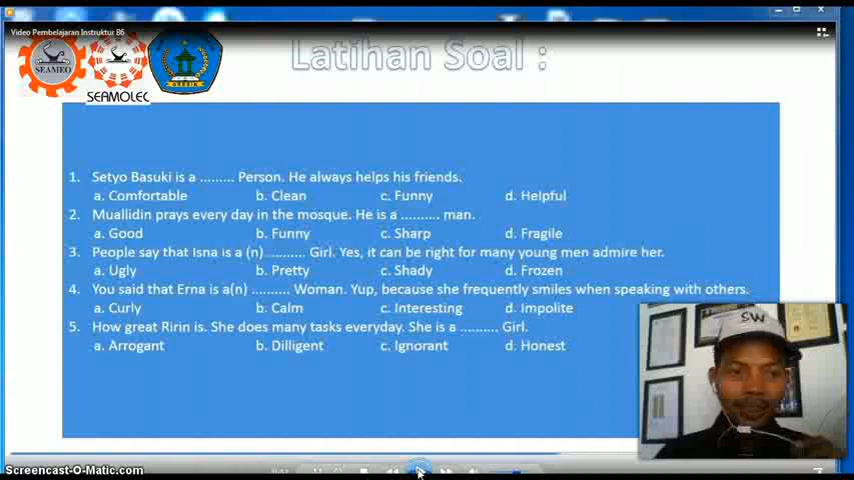 Video Pembelajaran Instruktur B6
Latihan Soal :
SEAMEO
SEAMOLEC
1. Setyo Basuki is a ......... Person. He always helps his friends.
a. Comfortable b. Clean c. Funny d. Helpful
2. Muallidin prays every day in the mosque. He is a .......... man.
a. Good b. Funny c. Sharp d. Fragile
3. People say that Isna is a (n) .......... Girl. Yes, it can be right for many young men admire her.
a. Ugly b. Pretty c. Shady d. Frozen
4. You said that Erna is a(n) .......... Woman. Yup, because she frequently smiles when speaking with others.
a. Curly b. Calm c. Interesting d. Impolite
5. How great Ririn is. She does many tasks everyday. She is a .......... Girl.
a. Arrogant b. Dilligent c. Ignorant d. Honest
SW
Screencast-O-Matic.com